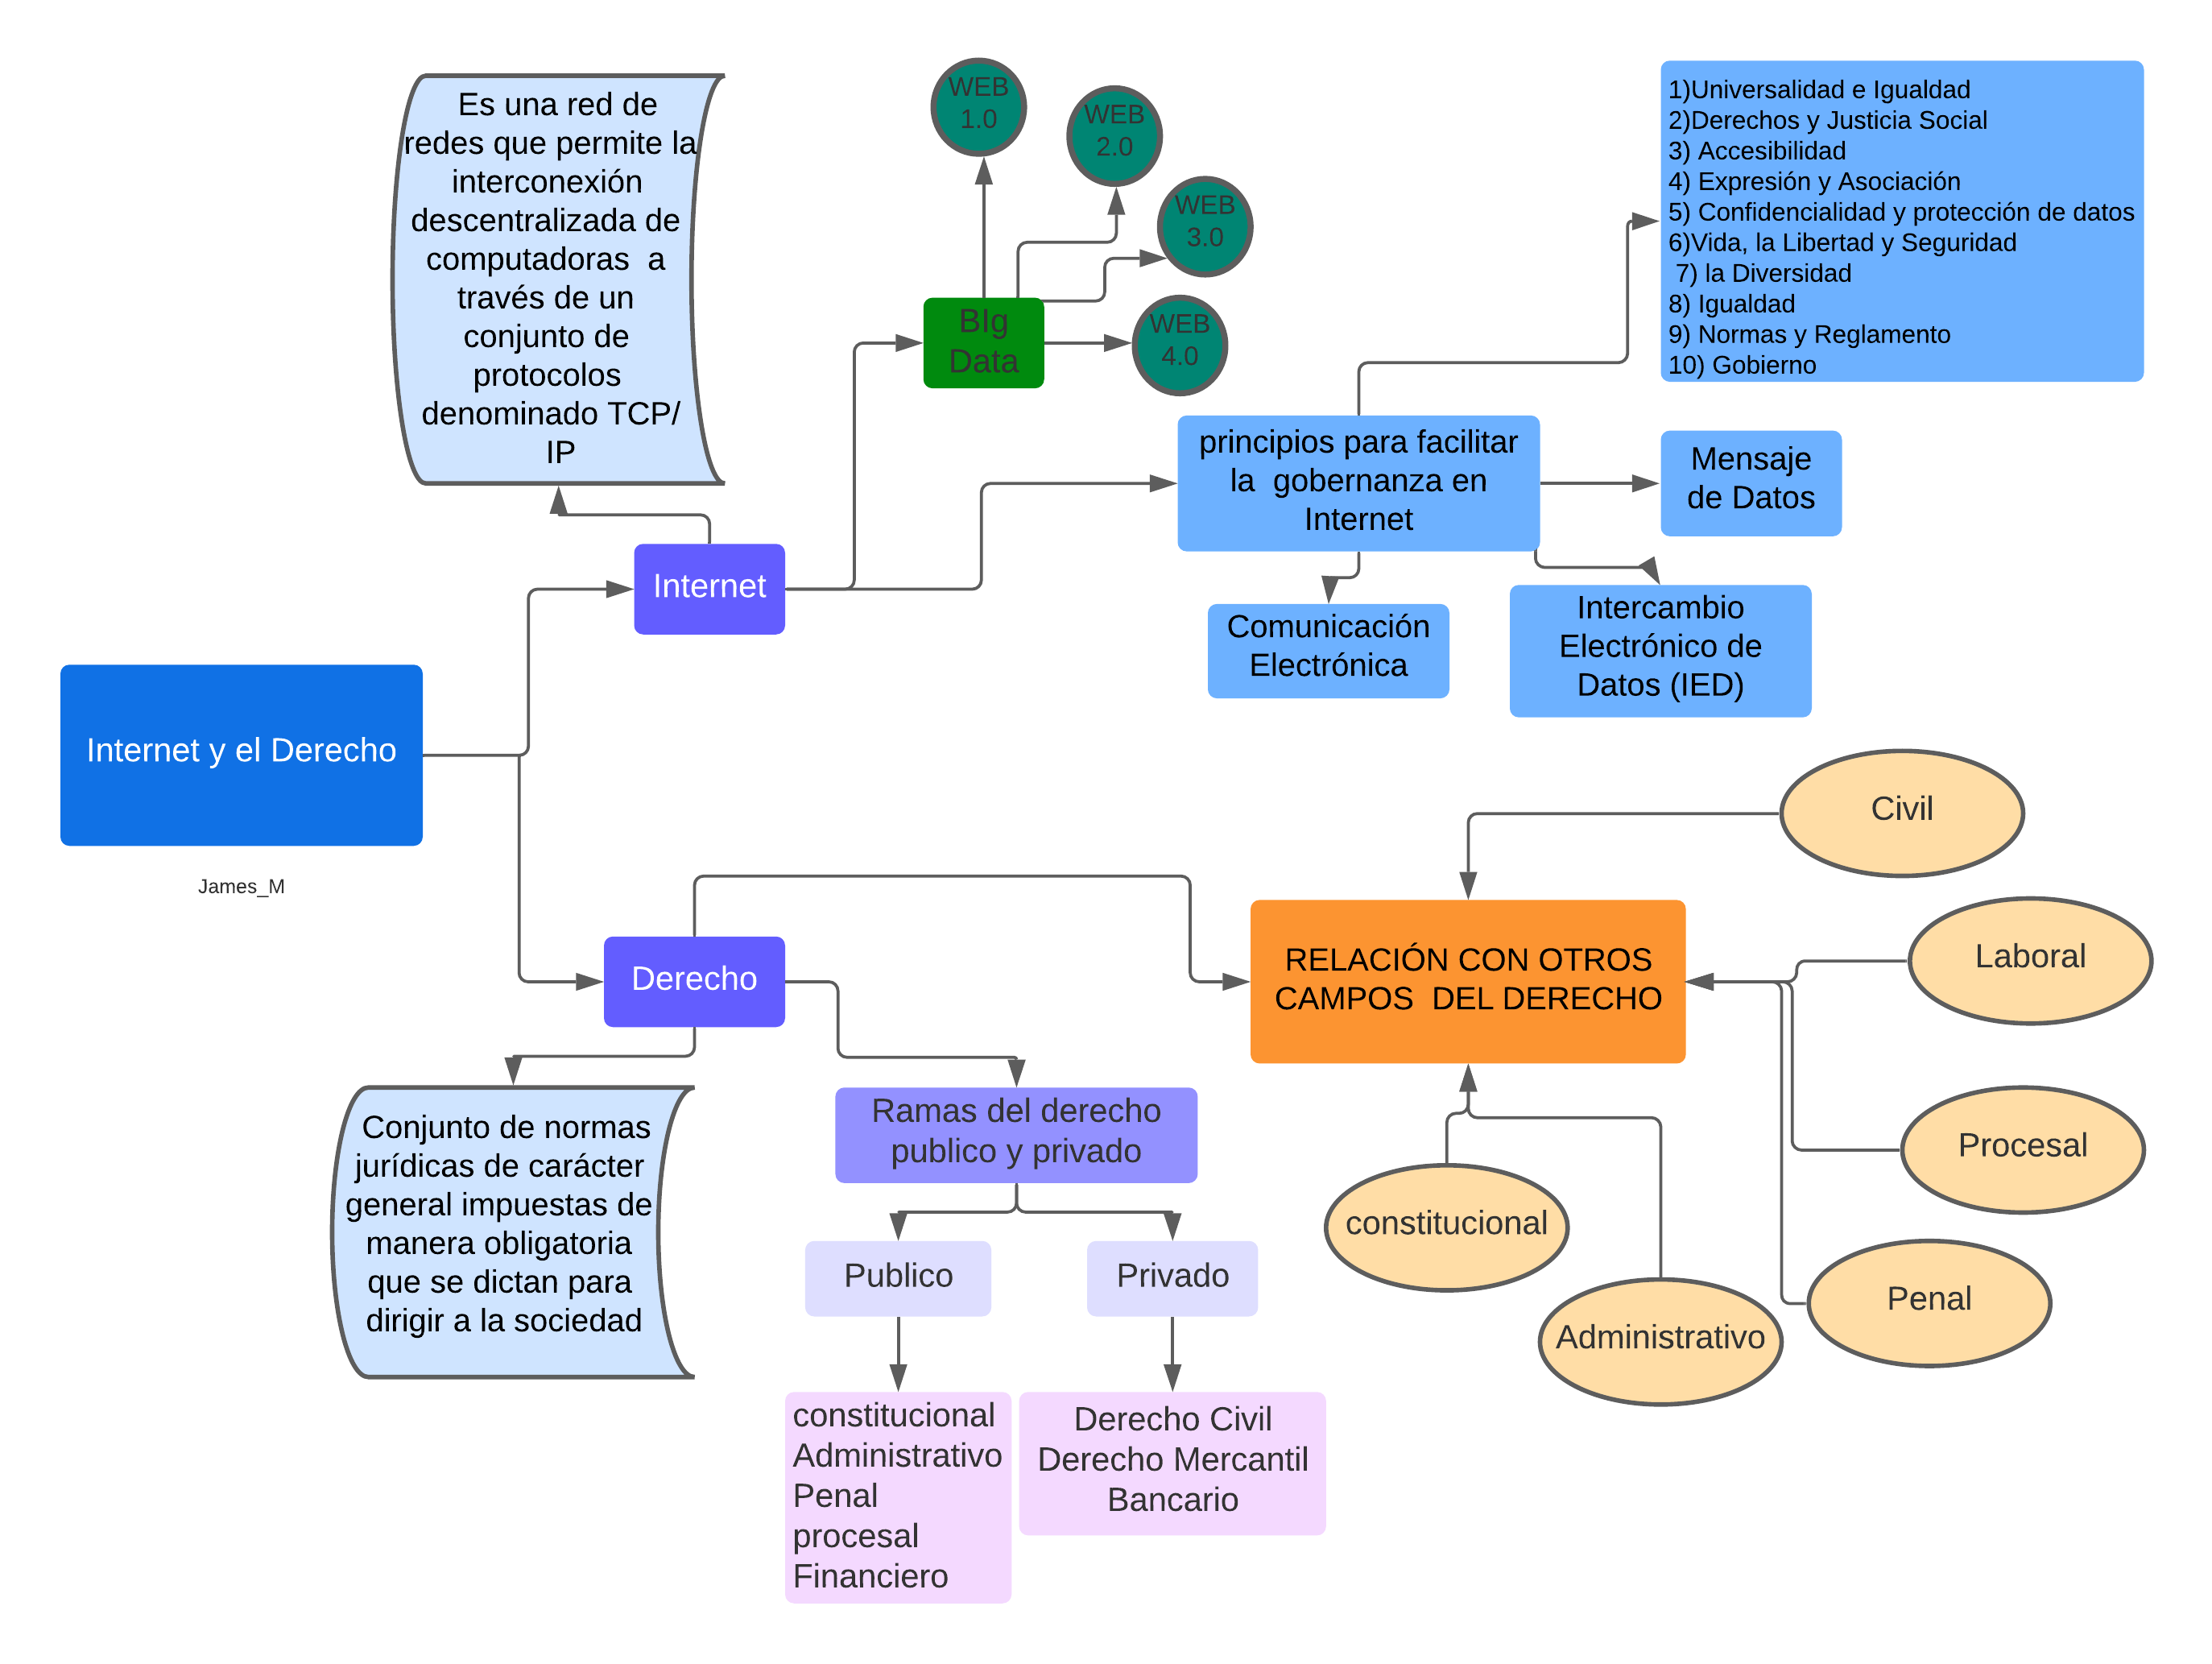 Es una red de
redes que permite la
interconexión
descentralizada de
computadoras a
través de un
conjunto de
protocolos
denominado TCP/
IP
WEB
1.0
WEB
2.0
WEB
3.0
WEB
4.0
BIg
Data
1)Universalidad e Igualdad
2)Derechos y Justicia Social
3) Accesibilidad
4) Expresión y Asociación
5) Confidencialidad y protección de datos
6)Vida, la Libertad y Seguridad
7) la Diversidad
8) Igualdad
9) Normas y Reglamento
10) Gobierno
principios para facilitar
la gobernanza en
Internet
Mensaje
de Datos
Comunicación
Electrónica
Intercambio
Electrónico de
Datos (IED)
Internet
Internet y el Derecho
James_M
Derecho
RELACIÓN CON OTROS
CAMPOS DEL DERECHO
Civil
Laboral
Procesal
Penal
constitucional
Administrativo
Conjunto de normas
jurídicas de carácter
general impuestas de
manera obligatoria
que se dictan para
dirigir a la sociedad
Ramas del derecho
publico y privado
Publico
Privado
constitucional
Administrativo
Penal
procesal
Financiero
Derecho Civil
Derecho Mercantil
Bancario